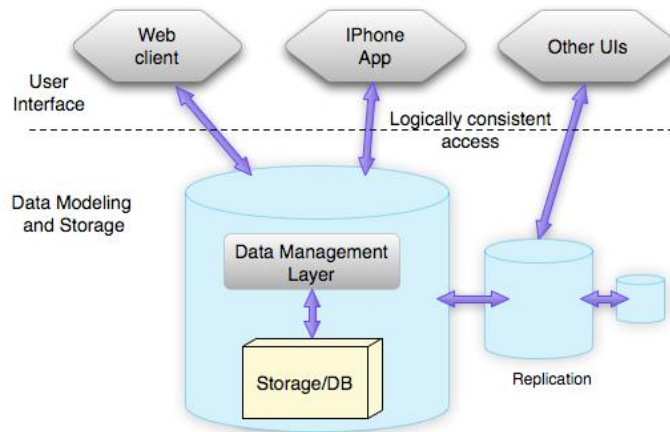 Web
client
IPhone
App
Other UIs
User
Interface
Logically consistent
access
Data Modeling
and Storage
Data Management
Layer
Storage/DB
Replication